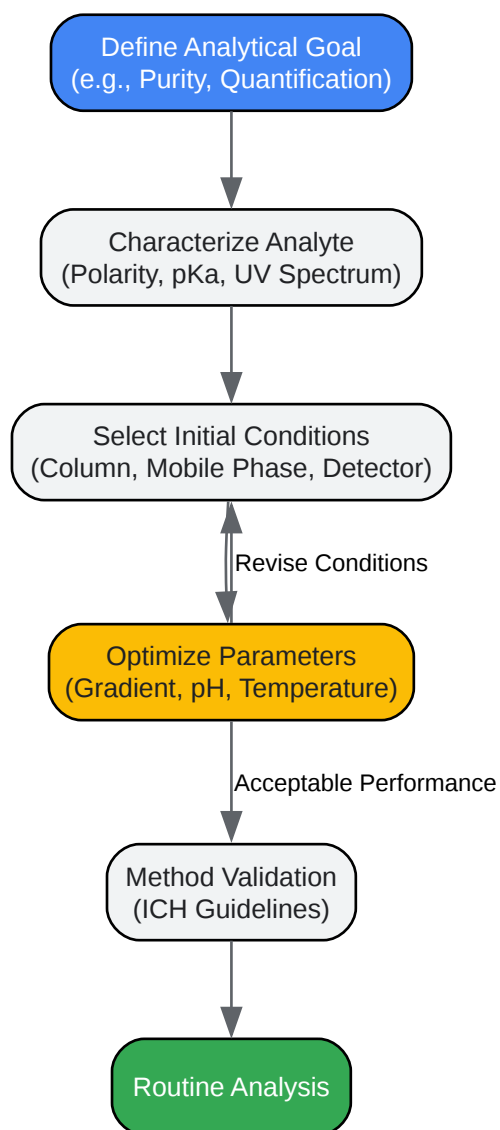 Define Analytical Goal
(e.g., Purity, Quantification)
Characterize Analyte
(Polarity, pKa, UV Spectrum)
Select Initial Conditions
(Column, Mobile Phase, Detector)
Revise Conditions
Optimize Parameters
(Gradient, pH, Temperature)
Acceptable Performance
Method Validation
(ICH Guidelines)
Routine Analysis